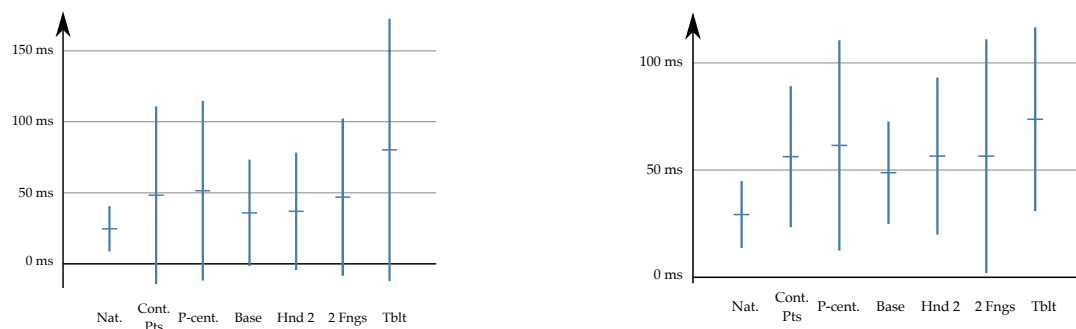 150 ms
100 ms
50 ms
0 ms
Nat. Cont. Pts P-cent. Base Hnd 2 2 Fngs Tblt
100 ms
50 ms
0 ms
Nat. Cont. Pts P-cent. Base Hnd 2 2 Fngs Tblt